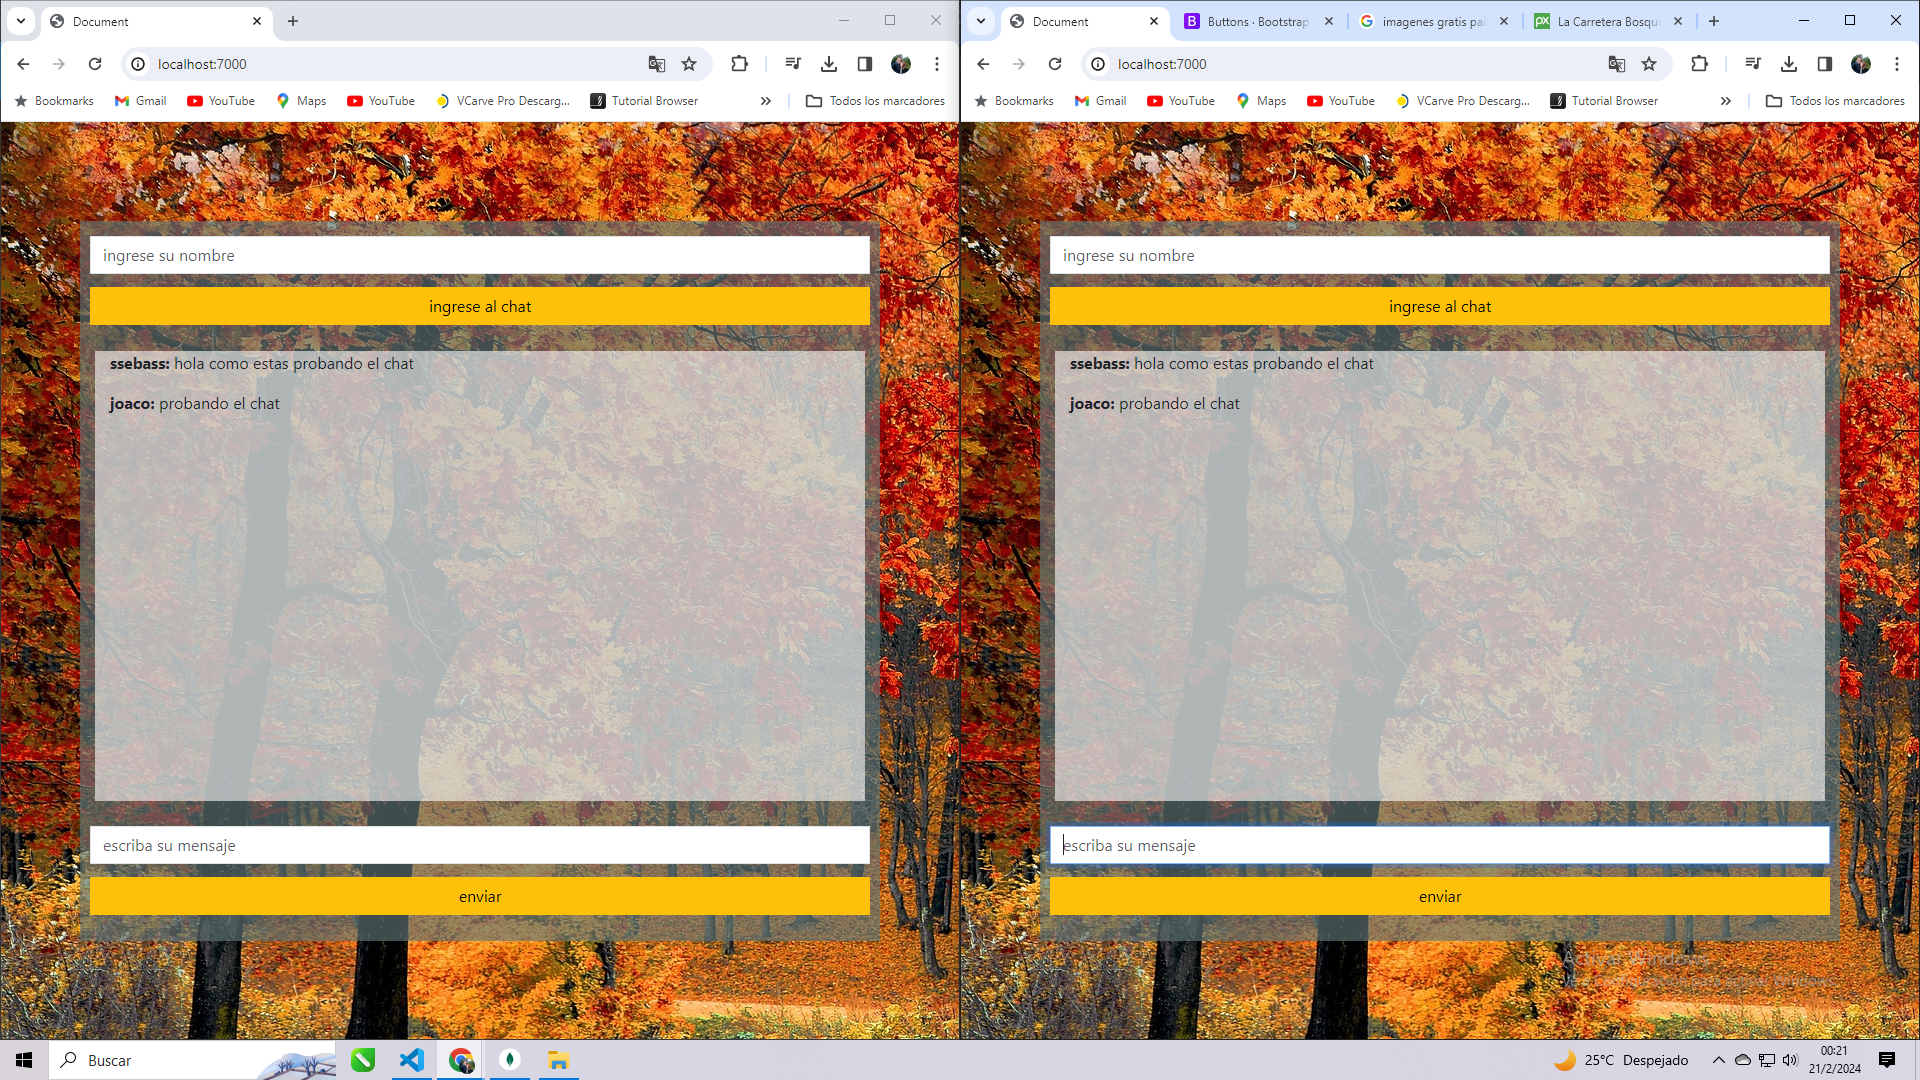 Document
localhost:7000
Bookmarks
Gmail
YouTube
Maps
YouTube
VCarve Pro Descarg...
Tutorial Browser
Todos los marcadores
ingrese su nombre
ingrese al chat
ssebass: hola como estas probando el chat
joaco: probando el chat
escriba su mensaje
enviar
Document
Buttons · Bootstrap
imagenes gratis pai
La Carretera Bosqu
localhost:7000
Bookmarks
Gmail
YouTube
Maps
YouTube
VCarve Pro Descarg...
Tutorial Browser
Todos los marcadores
ingrese su nombre
ingrese al chat
ssebass: hola como estas probando el chat
joaco: probando el chat
escriba su mensaje
enviar
Activar Windows
Buscar
25°C Despejado
00:21
21/2/2024